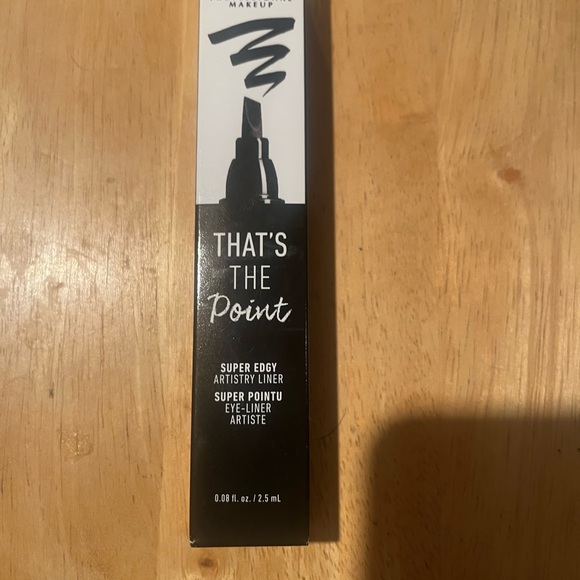 MAKEUP
THAT'S
THE
Point
SUPER EDGY
ARTISTRY LINER
SUPER POINTU
EYE-LINER
ARTISTE
0.08 fl. oz. / 2.5 mL